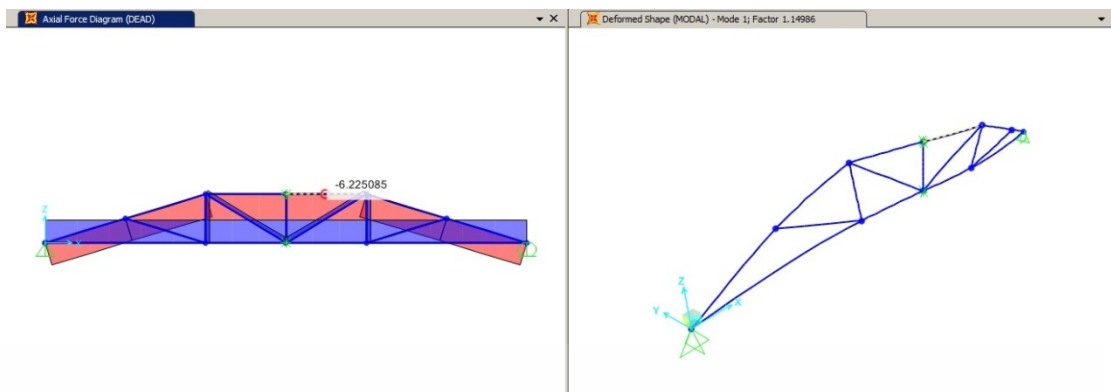 Axial Force Diagram (DEAD)
Deformed Shape (MODAL) - Mode 1; Factor 1.14986
-6.225085
Z
X
Z
Y
X